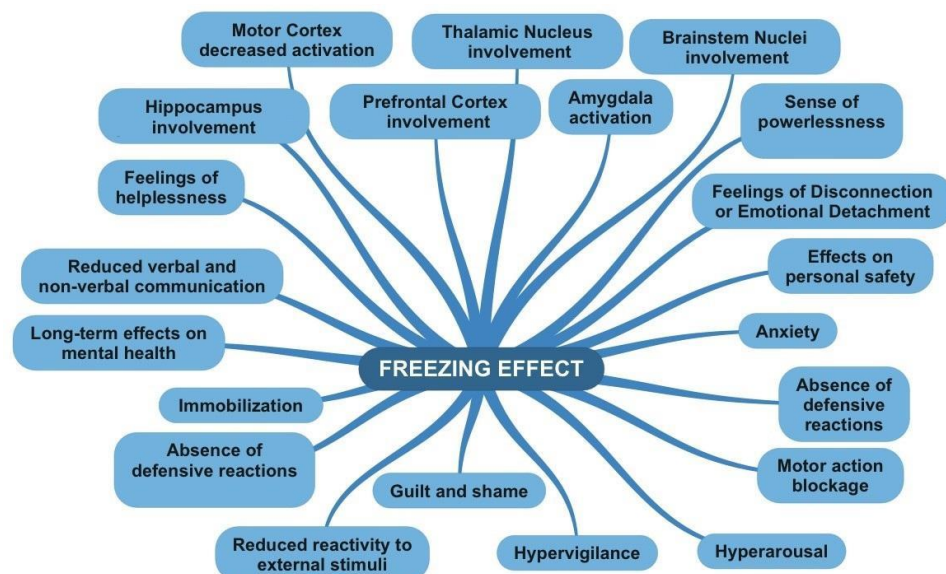 Motor Cortex
decreased activation
Thalamic Nucleus
involvement
Brainstem Nuclei
involvement
Hippocampus
involvement
Prefrontal Cortex
involvement
Amygdala
activation
Sense of
powerlessness
Feelings of
helplessness
Feelings of Disconnection
or Emotional Detachment
Reduced verbal and
non-verbal communication
Effects on
personal safety
Long-term effects on
mental health
Anxiety
FREEZING EFFECT
Immobilization
Absence of
defensive reactions
Absence of
defensive
reactions
Guilt and shame
Motor action
blockage
Reduced reactivity to
external stimuli
Hypervigilance
Hyperarousal